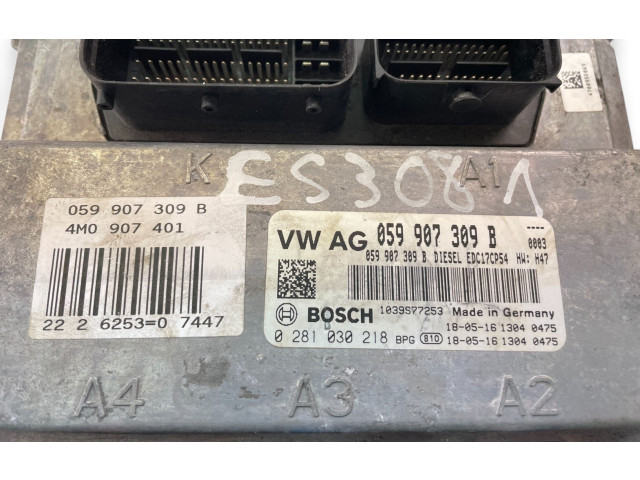 K
A1
ES3081
059 907 309 B
4M0 907 401
22 2 6253=0 7447
VW AG 059 907 309 B
0003
059 907 309 B DIESEL EDC17CP54 HW: H47
BOSCH
1039S77253 Made in Germany
0 281 030 218 BPG 810
18-05-16 1304 0475
18-05-16 1304 0475
A4 A3 A2